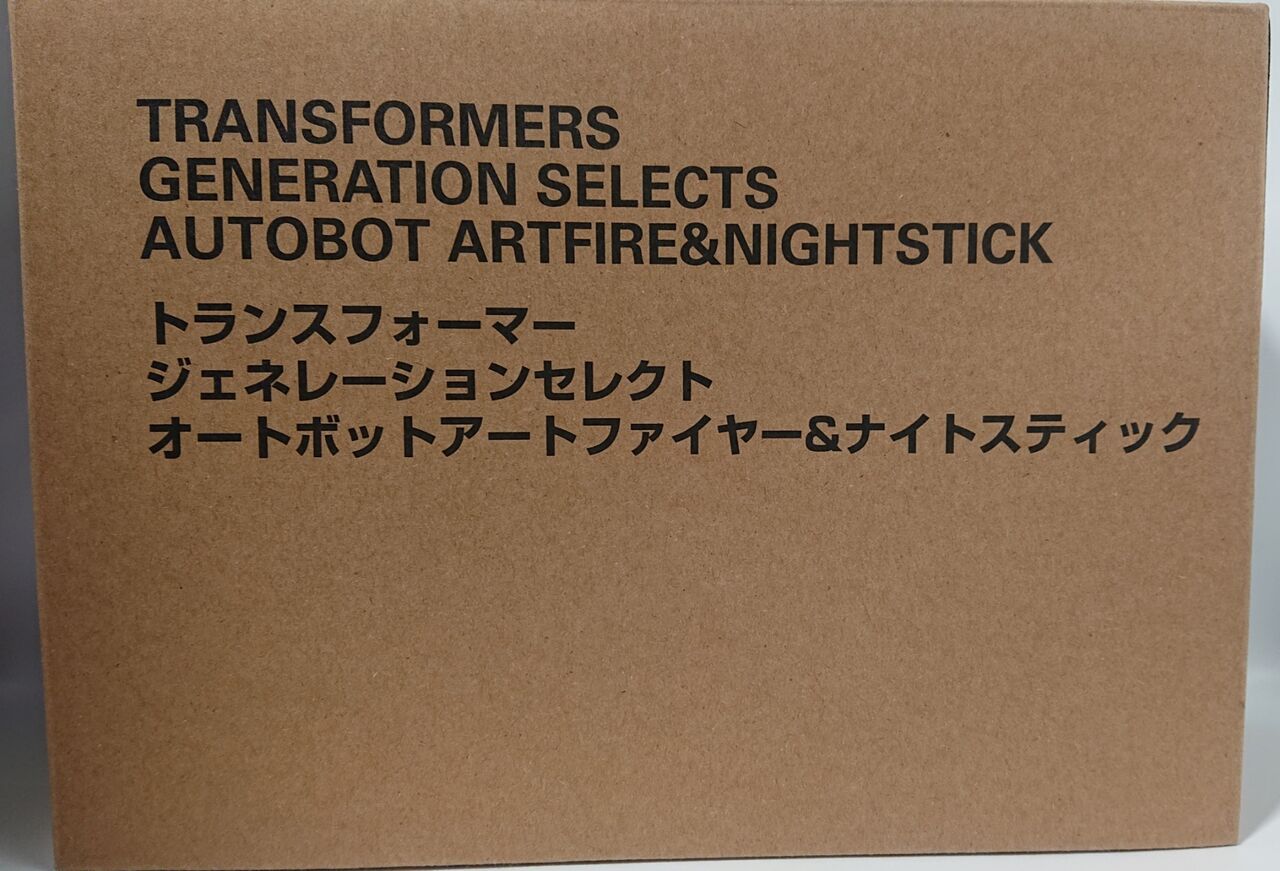 TRANSFORMERS
GENERATION SELECTS
AUTOBOT ARTFIRE&NIGHTSTICK
トランスフォーマー
ジェネレーションセレクト
オートボットアートファイヤー&ナイトスティック